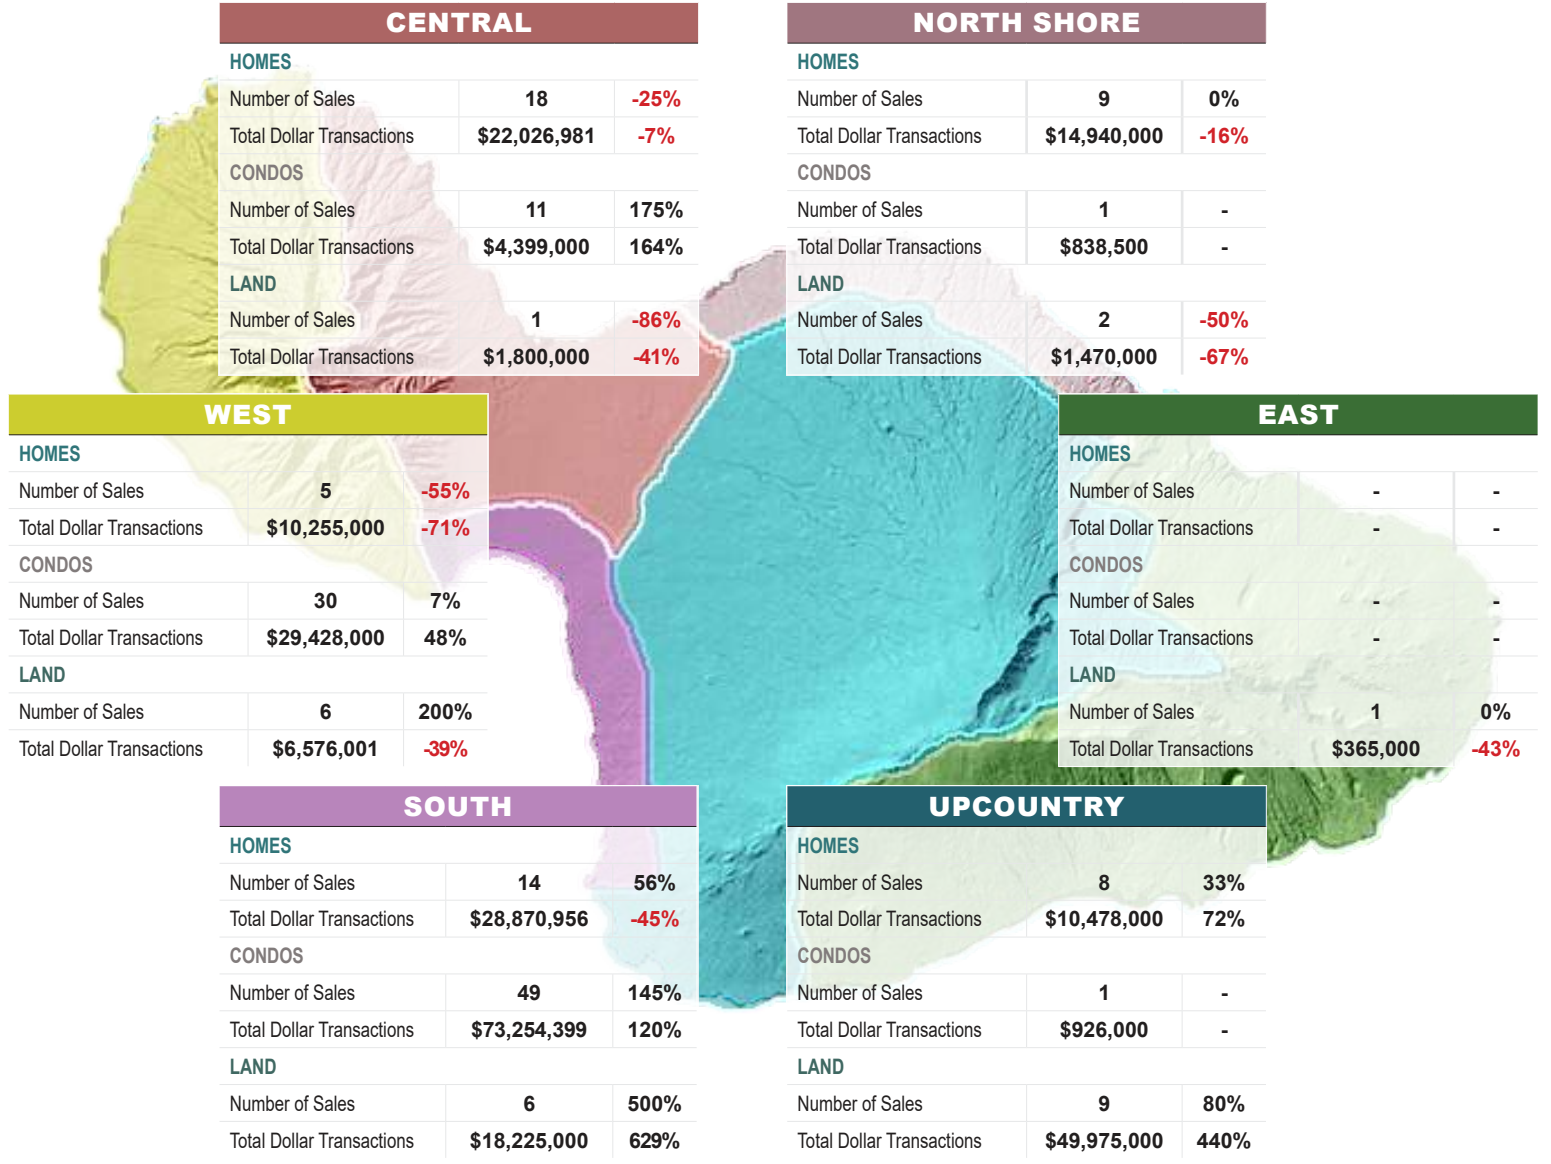 CENTRAL
HOMES
Number of Sales 18 -25%
Total Dollar Transactions $22,026,981 -7%
CONDOS
Number of Sales 11 175%
Total Dollar Transactions $4,399,000 164%
LAND
Number of Sales 1 -86%
Total Dollar Transactions $1,800,000 -41%
NORTH SHORE
HOMES
Number of Sales 9 0%
Total Dollar Transactions $14,940,000 -16%
CONDOS
Number of Sales 1 -
Total Dollar Transactions $838,500 -
LAND
Number of Sales 2 -50%
Total Dollar Transactions $1,470,000 -67%
WEST
HOMES
Number of Sales 5 -55%
Total Dollar Transactions $10,255,000 -71%
CONDOS
Number of Sales 30 7%
Total Dollar Transactions $29,428,000 48%
LAND
Number of Sales 6 200%
Total Dollar Transactions $6,576,001 -39%
EAST
HOMES
Number of Sales - -
Total Dollar Transactions - -
CONDOS
Number of Sales - -
Total Dollar Transactions - -
LAND
Number of Sales 1 0%
Total Dollar Transactions $365,000 -43%
SOUTH
HOMES
Number of Sales 14 56%
Total Dollar Transactions $28,870,956 -45%
CONDOS
Number of Sales 49 145%
Total Dollar Transactions $73,254,399 120%
LAND
Number of Sales 6 500%
Total Dollar Transactions $18,225,000 629%
UPCOUNTRY
HOMES
Number of Sales 8 33%
Total Dollar Transactions $10,478,000 72%
CONDOS
Number of Sales 1 -
Total Dollar Transactions $926,000 -
LAND
Number of Sales 9 80%
Total Dollar Transactions $49,975,000 440%